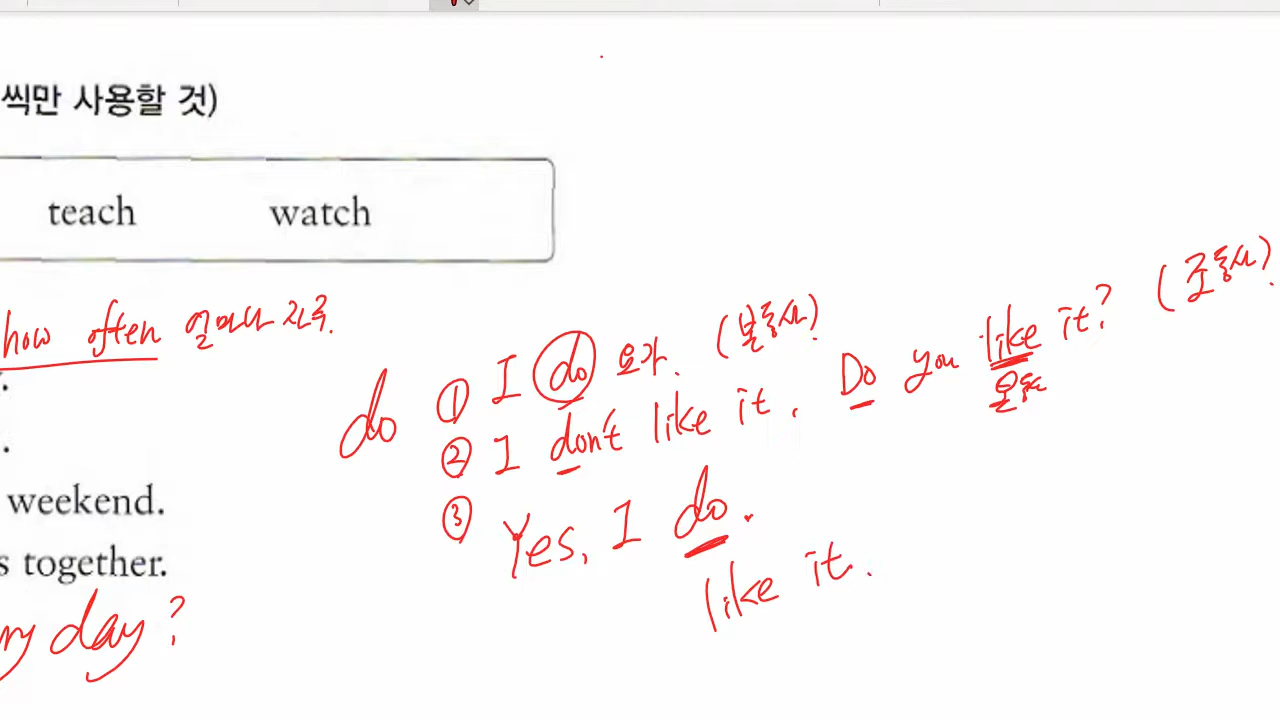 씩만 사용할 것)
teach watch
how often 얼마나 자주.
do ① I do 요가. (본동사)
② I don't like it. Do you like it? (조동사)
본동사
③ Yes, I do.
like it.
weekend.
s together.
ry day?